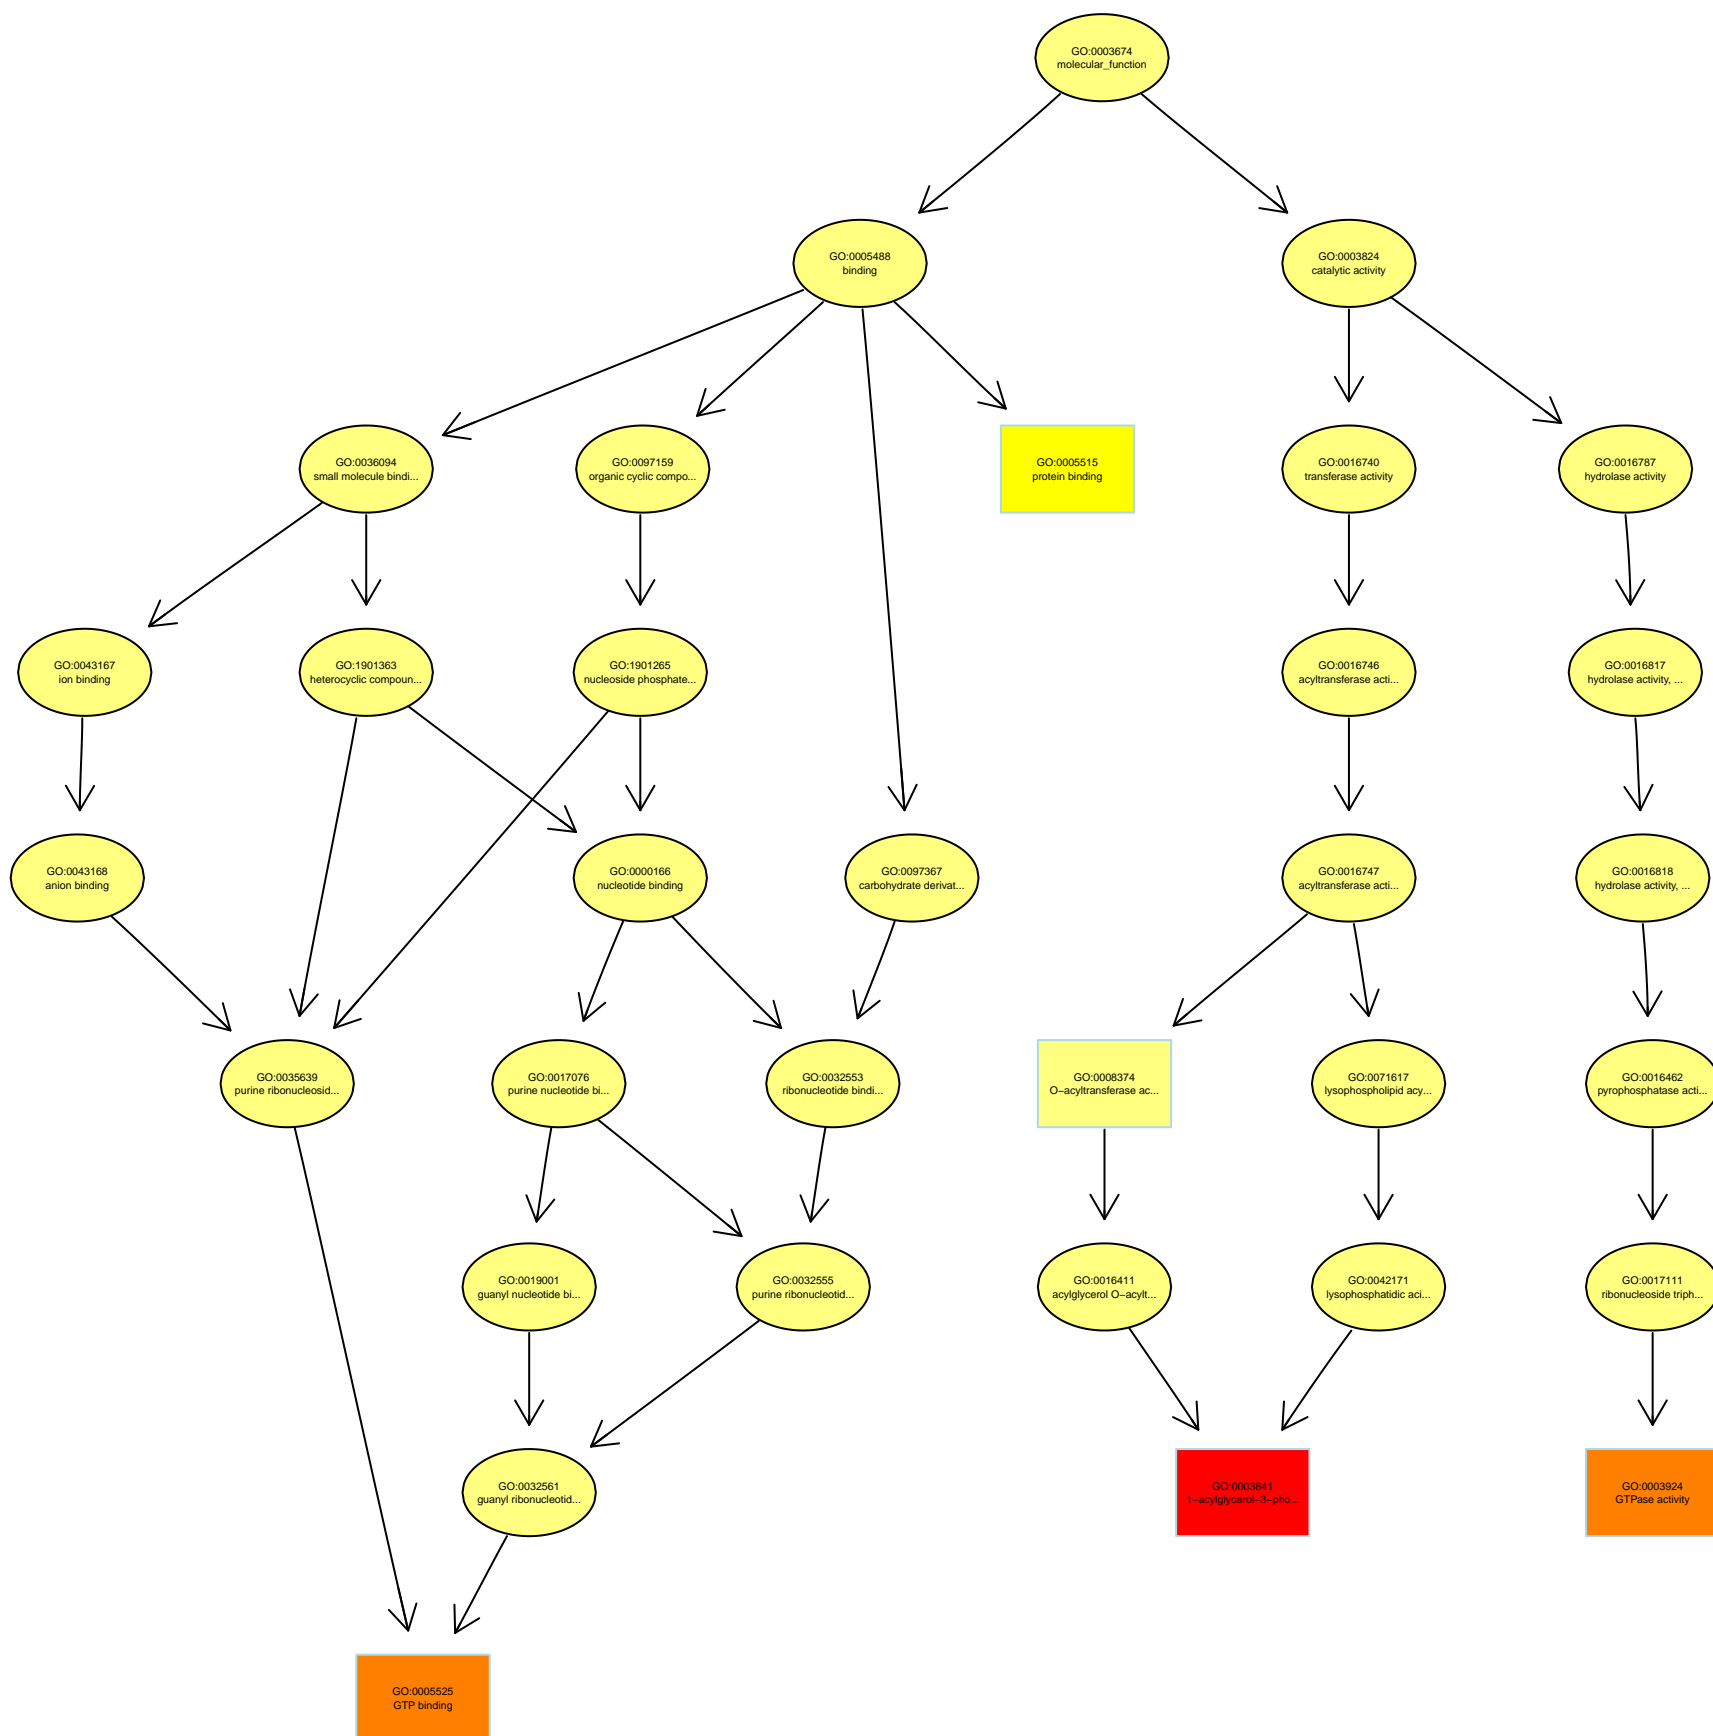 GO:0003674
molecular_function
GO:0005488
binding
GO:0003824
catalytic activity
GO:0036094
small molecule bindi...
GO:0097159
organic cyclic compo...
GO:0005515
protein binding
GO:0016740
transferase activity
GO:0016787
hydrolase activity
GO:0043167
ion binding
GO:1901363
heterocyclic compoun...
GO:1901265
nucleoside phosphate...
GO:0016746
acyltransferase acti...
GO:0016817
hydrolase activity, ...
GO:0043168
anion binding
GO:0000166
nucleotide binding
GO:0097367
carbohydrate derivat...
GO:0016747
acyltransferase acti...
GO:0016818
hydrolase activity, ...
GO:0035639
purine ribonucleosid...
GO:0017076
purine nucleotide bi...
GO:0032553
ribonucleotide bindi...
GO:0008374
O−acyltransferase ac...
GO:0071617
lysophospholipid acy...
GO:0016462
pyrophosphatase acti...
GO:0019001
guanyl nucleotide bi...
GO:0032555
purine ribonucleotid...
GO:0016411
acylglycerol O−acylt...
GO:0042171
lysophosphatidic aci...
GO:0017111
ribonucleoside triph...
GO:0032561
guanyl ribonucleotid...
GO:0003841
1−acylglycerol−3−pho...
GO:0003924
GTPase activity
GO:0005525
GTP binding